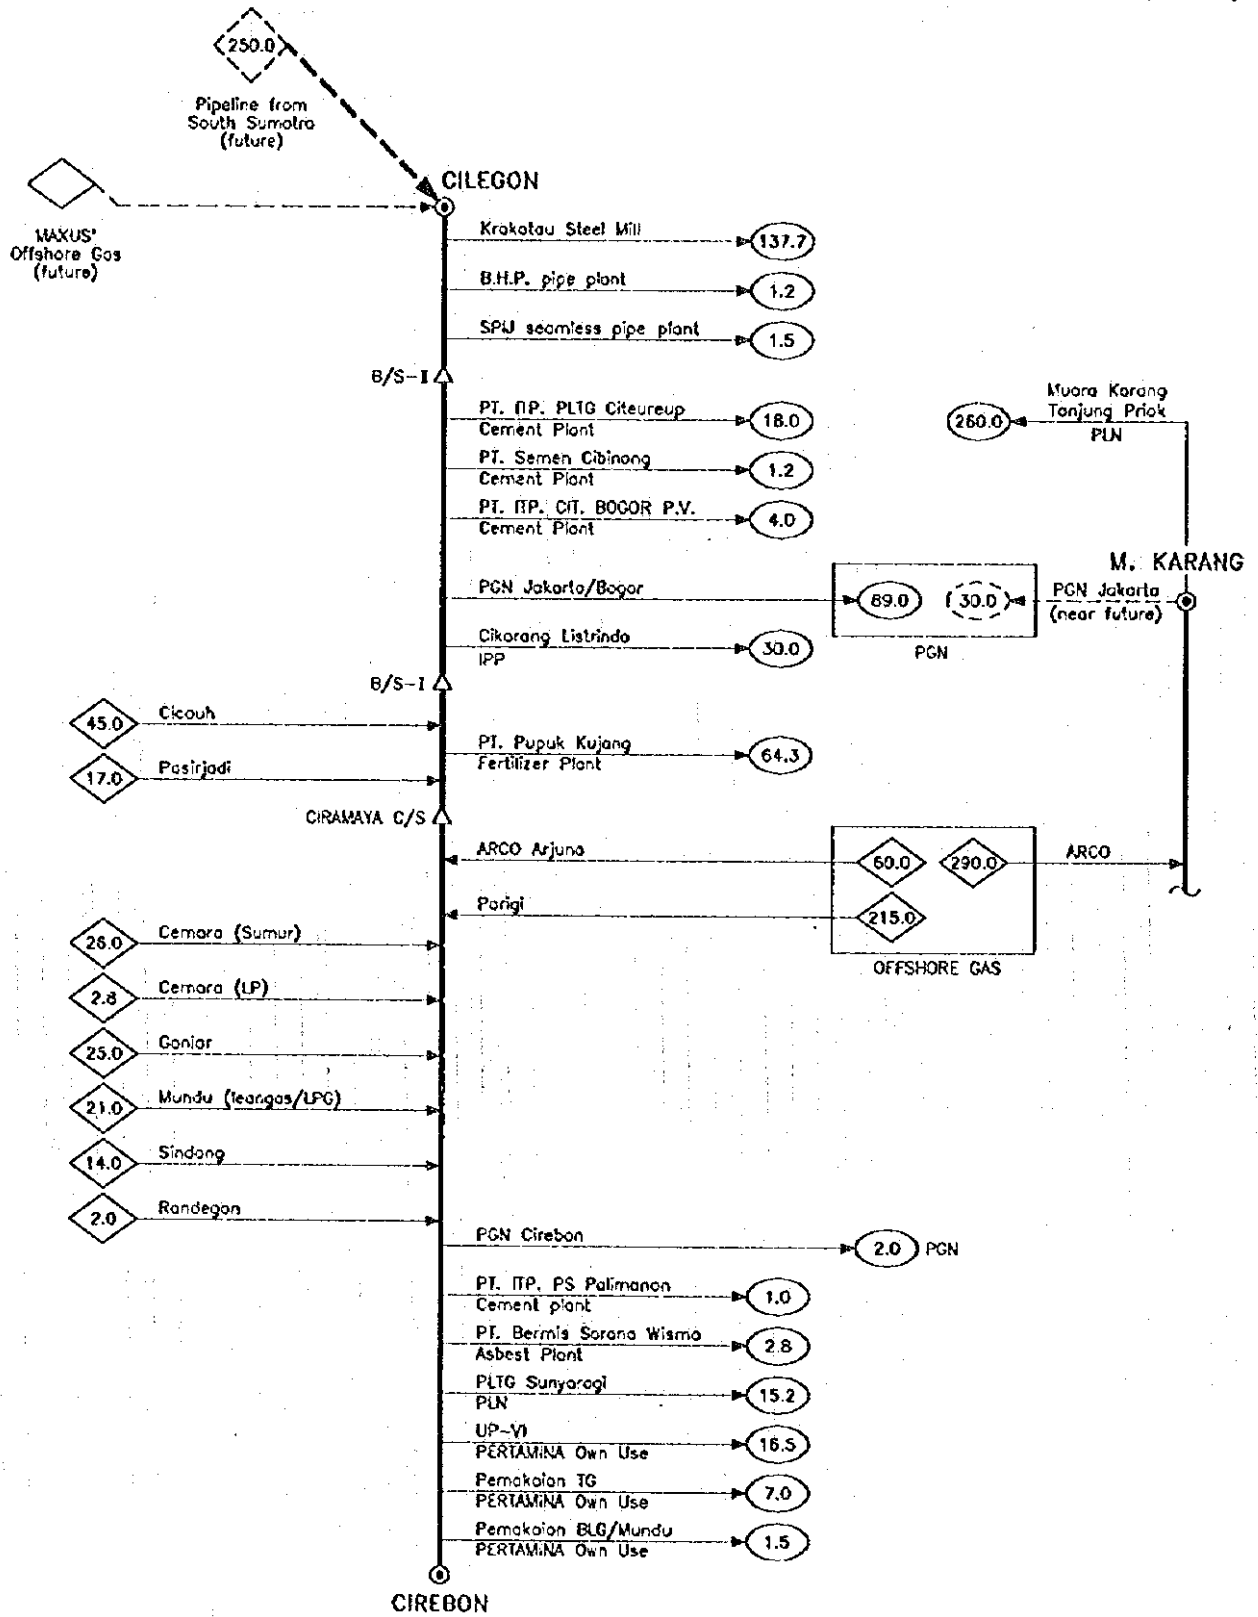 250.0
Pipeline from
South Sumatra
(future)
CILEGON
MAXUS'
Offshore Gas
(future)
Krakatau Steel Mill
137.7
B.H.P. pipe plant
1.2
SPIJ seamless pipe plant
1.5
B/S-I
PT. ITP. PLTG Citeureup
Cement Plant
18.0
Muara Karang
Tanjung Priok
PLN
260.0
PT. Semen Cibinong
Cement Plant
1.2
PT. ITP. CIT. BOGOR P.V.
Cement Plant
4.0
M. KARANG
PGN Jakarta/Bogor
89.0
30.0
PGN Jakarta
(near future)
PGN
Cikarang Listrindo
IPP
30.0
B/S-I
45.0
Cicauh
PT. Pupuk Kujang
Fertilizer Plant
64.3
17.0
Pasirjadi
CIRAMAYA C/S
ARCO Arjuna
60.0
290.0
ARCO
Parigi
215.0
OFFSHORE GAS
Cemara (Sumur)
2.8
Cemara (LP)
25.0
Gantar
21.0
Mundu (leangas/LPG)
14.0
Sindang
2.0
Randegan
PGN Cirebon
2.0
PGN
PT. ITP. PS Palimanan
Cement plant
1.0
PT. Bermis Sarana Wisma
Asbest Plant
2.8
PLTG Sunyaragi
PLN
15.2
UP-VI
PERTAMINA Own Use
16.5
Pemakaian TG
PERTAMINA Own Use
7.0
Pemakaian BLG/Mundu
PERTAMINA Own Use
1.5
CIREBON